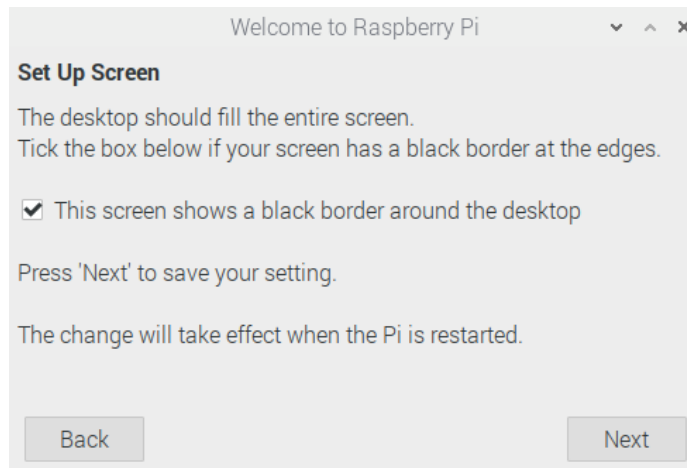 Welcome to Raspberry Pi
Set Up Screen
The desktop should fill the entire screen.
Tick the box below if your screen has a black border at the edges.
This screen shows a black border around the desktop
Press 'Next' to save your setting.
The change will take effect when the Pi is restarted.
Back
Next